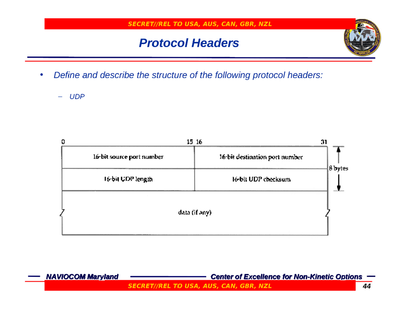 SECRET//REL TO USA, AUS, CAN, GBR, NZL
Protocol Headers
• Define and describe the structure of the following protocol headers:
– UDP
0 15 16 31
16-bit source port number 16-bit destination port number
8 bytes
16-bit UDP length 16-bit UDP checksum
data (if any)
NAVIOCOM Maryland Center of Excellence for Non-Kinetic Options
SECRET//REL TO USA, AUS, CAN, GBR, NZL
44